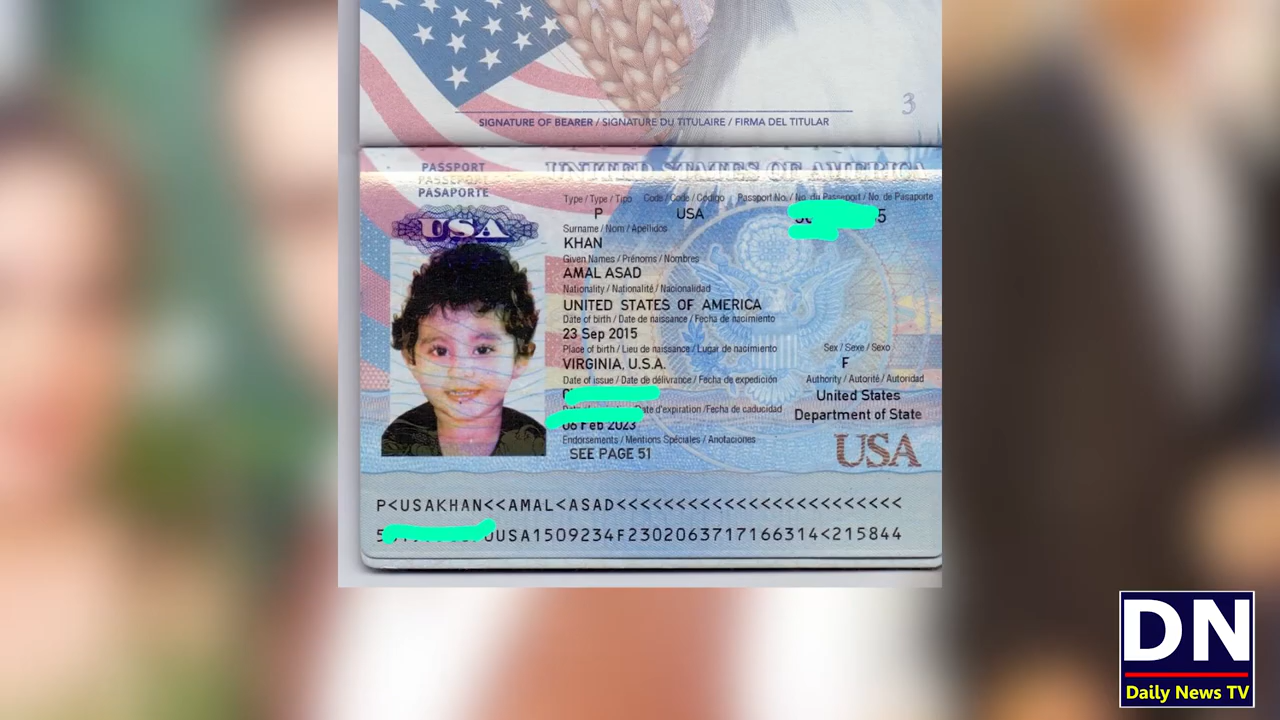 3
SIGNATURE OF BEARER / SIGNATURE DU TITULAIRE / FIRMA DEL TITULAR
PASSPORT
PASSEPORT
PASAPORTE
UNITED STATES OF AMERICA
Type / Type / Tipo Code / Code / Código Passport No. / No. du Passeport / No. de Pasaporte
P USA
USA
Surname / Nom / Apellidos
KHAN
Given Names / Prénoms / Nombres
AMAL ASAD
Nationality / Nationalité / Nacionalidad
UNITED STATES OF AMERICA
Date of birth / Date de naissance / Fecha de nacimiento
23 Sep 2015
Place of birth / Lieu de naissance / Lugar de nacimiento Sex / Sexe / Sexo
VIRGINIA, U.S.A. F
Date of issue / Date de délivrance / Fecha de expedición Authority / Autorité / Autoridad
United States
Date d'expiration /Fecha de caducidad Department of State
06 Feb 2023
Endorsements / Mentions Spéciales / Anotaciones
SEE PAGE 51 USA
P<USAKHAN<<AMAL<ASAD<<<<<<<<<<<<<<<<<<<<<<<
USA1509234F2302063717166314<215844
DN
Daily News TV